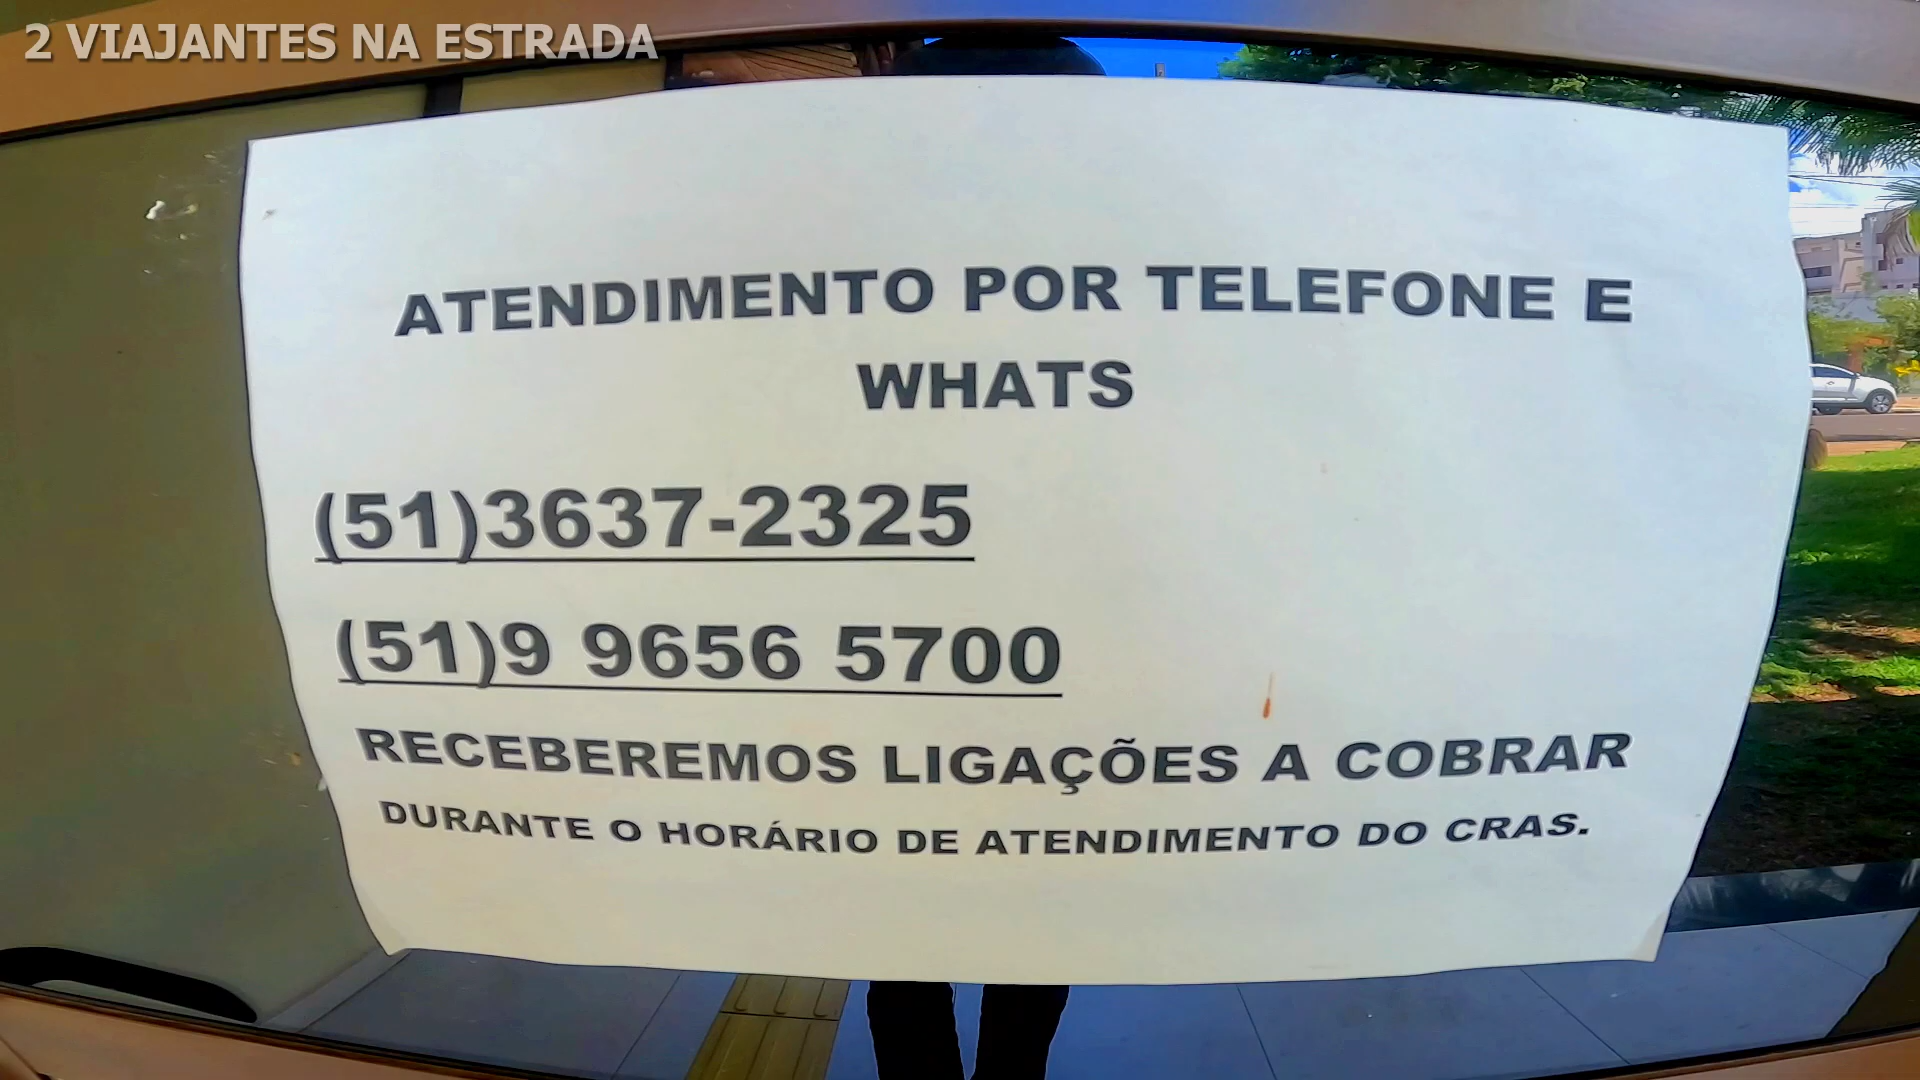 2 VIAJANTES NA ESTRADA
ATENDIMENTO POR TELEFONE E
WHATS
(51)3637-2325
(51)9 9656 5700
RECEBEREMOS LIGAÇÕES A COBRAR
DURANTE O HORÁRIO DE ATENDIMENTO DO CRAS.